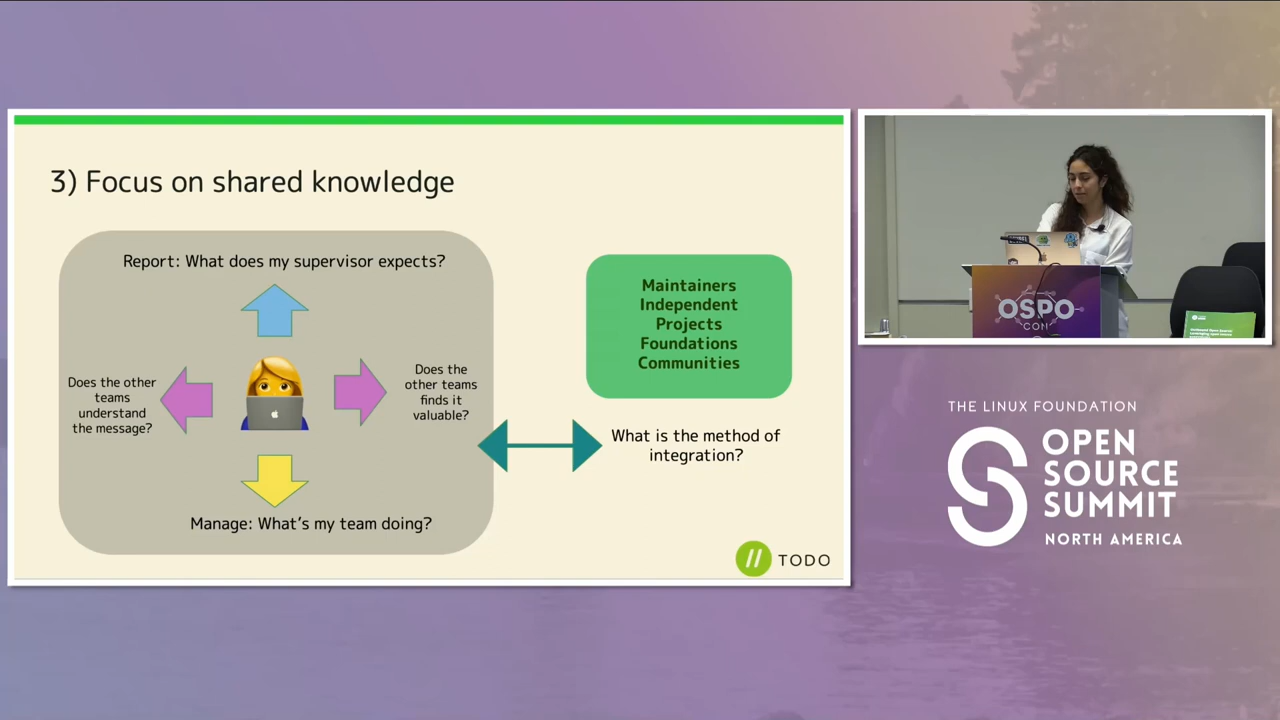 3) Focus on shared knowledge
Report: What does my supervisor expects?
Does the other
teams
understand
the message?
Does the
other teams
finds it
valuable?
Manage: What's my team doing?
Maintainers
Independent
Projects
Foundations
Communities
What is the method of
integration?
TODO
OSPO
CON
THE LINUX FOUNDATION
OPEN
SOURCE
SUMMIT
NORTH AMERICA